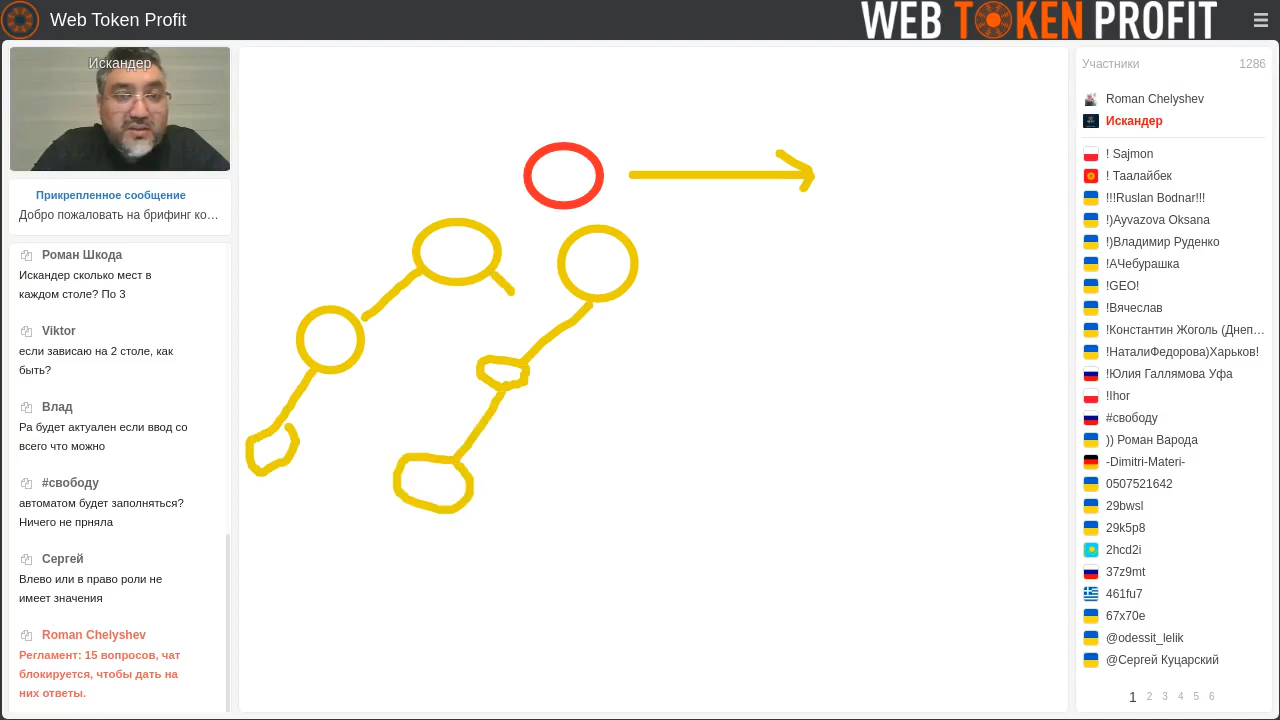 Web Token Profit
WEB TOKEN PROFIT
Искандер
Прикрепленное сообщение
Добро пожаловать на брифинг ко…
Роман Шкода
Искандер сколько мест в
каждом столе? По 3
Viktor
если зависаю на 2 столе, как
быть?
Влад
Ра будет актуален если ввод со
всего что можно
#свободу
автоматом будет заполняться?
Ничего не прняла
Сергей
Влево или в право роли не
имеет значения
Roman Chelyshev
Регламент: 15 вопросов, чат
блокируется, чтобы дать на
них ответы.
Участники 1286
Roman Chelyshev
Искандер
! Sajmon
! Таалайбек
!!!Ruslan Bodnar!!!
!)Ayvazova Oksana
!)Владимир Руденко
!АЧебурашка
!GEO!
!Вячеслав
!Константин Жоголь (Днеп…
!НаталиФедорова)Харьков!
!Юлия Галлямова Уфа
!Ihor
#свободу
)) Роман Варода
-Dimitri-Materi-
0507521642
29bwsl
29k5p8
2hcd2i
37z9mt
461fu7
67x70e
@odessit_lelik
@Сергей Куцарский
1 2 3 4 5 6